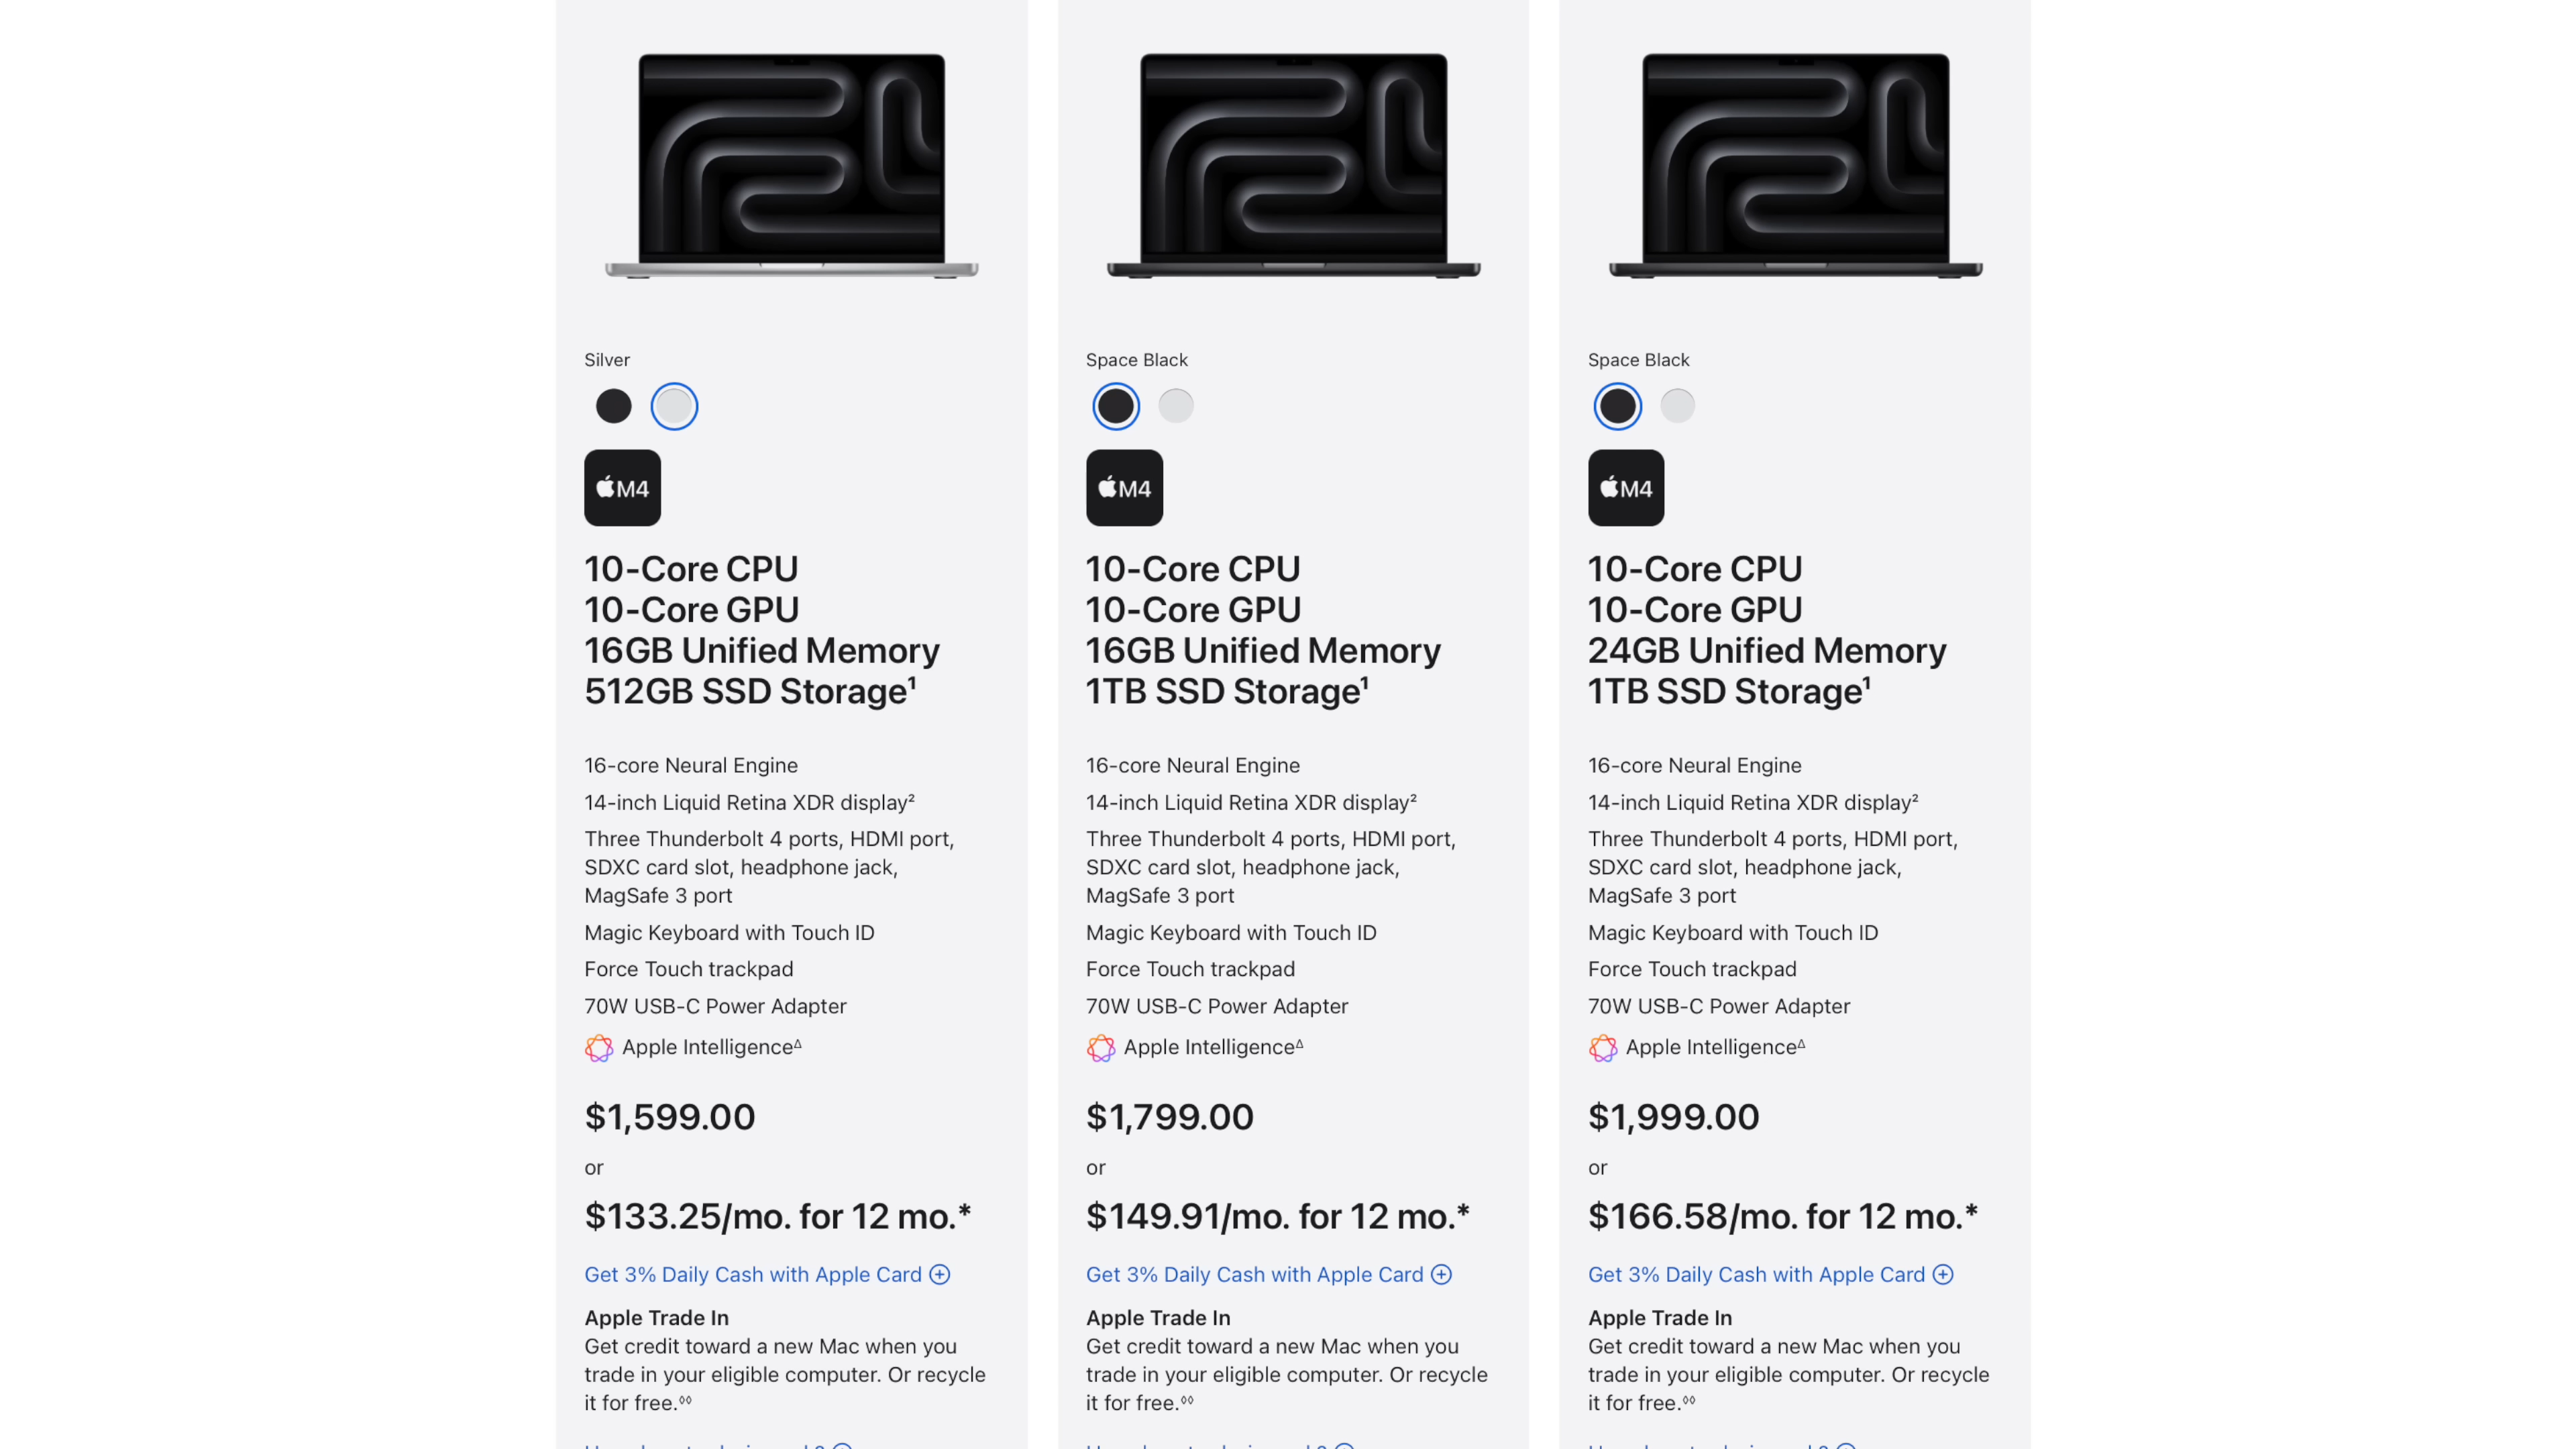 Silver
M4
10-Core CPU
10-Core GPU
16GB Unified Memory
512GB SSD Storage¹
16-core Neural Engine
14-inch Liquid Retina XDR display²
Three Thunderbolt 4 ports, HDMI port,
SDXC card slot, headphone jack,
MagSafe 3 port
Magic Keyboard with Touch ID
Force Touch trackpad
70W USB-C Power Adapter
Apple Intelligence∆
$1,599.00
or
$133.25/mo. for 12 mo.*
Get 3% Daily Cash with Apple Card
Apple Trade In
Get credit toward a new Mac when you
trade in your eligible computer. Or recycle
it for free.◊◊
Space Black
M4
10-Core CPU
10-Core GPU
16GB Unified Memory
1TB SSD Storage¹
16-core Neural Engine
14-inch Liquid Retina XDR display²
Three Thunderbolt 4 ports, HDMI port,
SDXC card slot, headphone jack,
MagSafe 3 port
Magic Keyboard with Touch ID
Force Touch trackpad
70W USB-C Power Adapter
Apple Intelligence∆
$1,799.00
or
$149.91/mo. for 12 mo.*
Get 3% Daily Cash with Apple Card
Apple Trade In
Get credit toward a new Mac when you
trade in your eligible computer. Or recycle
it for free.◊◊
Space Black
M4
10-Core CPU
10-Core GPU
24GB Unified Memory
1TB SSD Storage¹
16-core Neural Engine
14-inch Liquid Retina XDR display²
Three Thunderbolt 4 ports, HDMI port,
SDXC card slot, headphone jack,
MagSafe 3 port
Magic Keyboard with Touch ID
Force Touch trackpad
70W USB-C Power Adapter
Apple Intelligence∆
$1,999.00
or
$166.58/mo. for 12 mo.*
Get 3% Daily Cash with Apple Card
Apple Trade In
Get credit toward a new Mac when you
trade in your eligible computer. Or recycle
it for free.◊◊